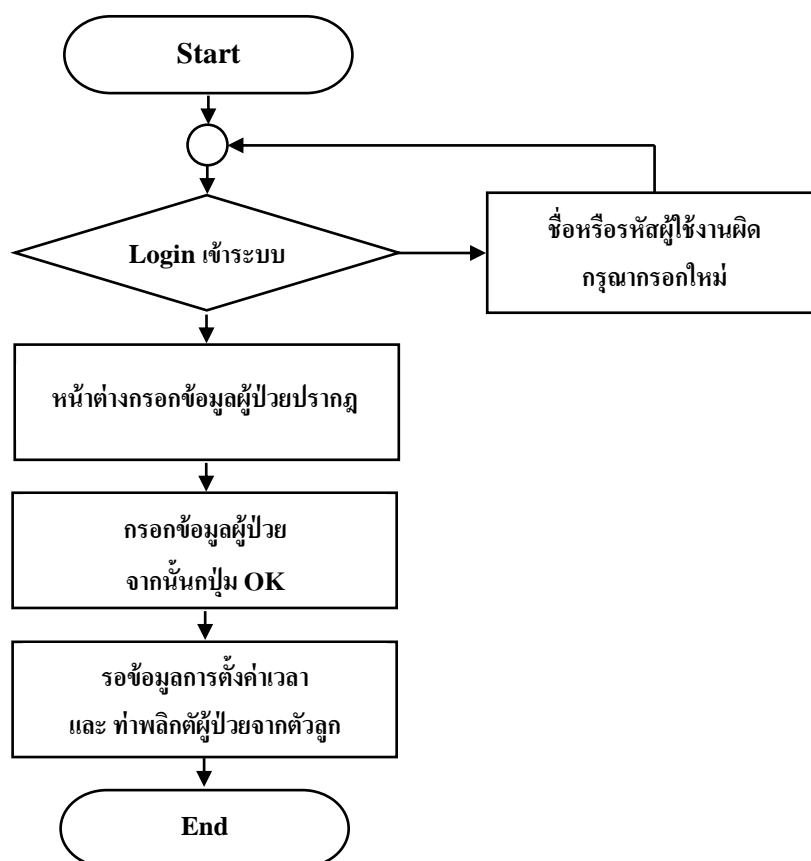 Start
Login เข้าระบบ
ชื่อหรือรหัสผู้ใช้งานผิด
กรุณากรอกใหม่
หน้าต่างกรอกข้อมูลผู้ป่วยปรากฎ
กรอกข้อมูลผู้ป่วย
จากนั้นกปุ่ม OK
รอข้อมูลการตั้งค่าเวลา
และ ท่าพลิกตัผู้ป่วยจากตัวลูก
End